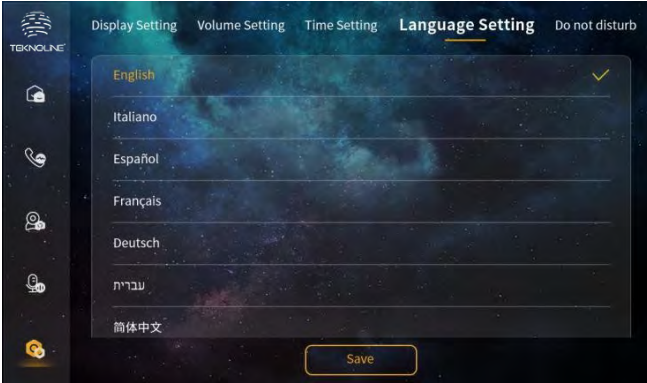 TEKNOLINE
Display Setting Volume Setting Time Setting Language Setting Do not disturb
English
Italiano
Español
Français
Deutsch
עברית
简体中文
Save